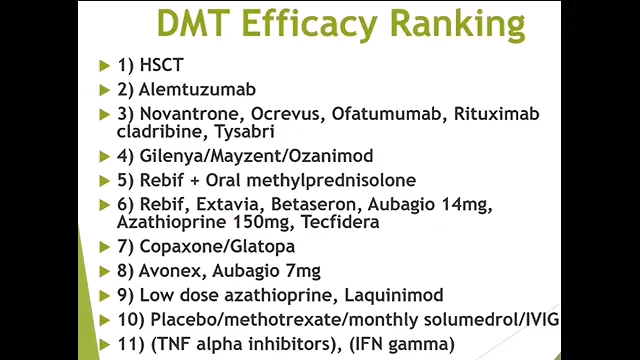 DMT Efficacy Ranking
1) HSCT
2) Alemtuzumab
3) Novantrone, Ocrevus, Ofatumumab, Rituximab
cladribine, Tysabri
4) Gilenya/Mayzent/Ozanimod
5) Rebif + Oral methylprednisolone
6) Rebif, Extavia, Betaseron, Aubagio 14mg,
Azathioprine 150mg, Tecfidera
7) Copaxone/Glatopa
8) Avonex, Aubagio 7mg
9) Low dose azathioprine, Laquinimod
10) Placebo/methotrexate/monthly solumedrol/IVIG
11) (TNF alpha inhibitors), (IFN gamma)